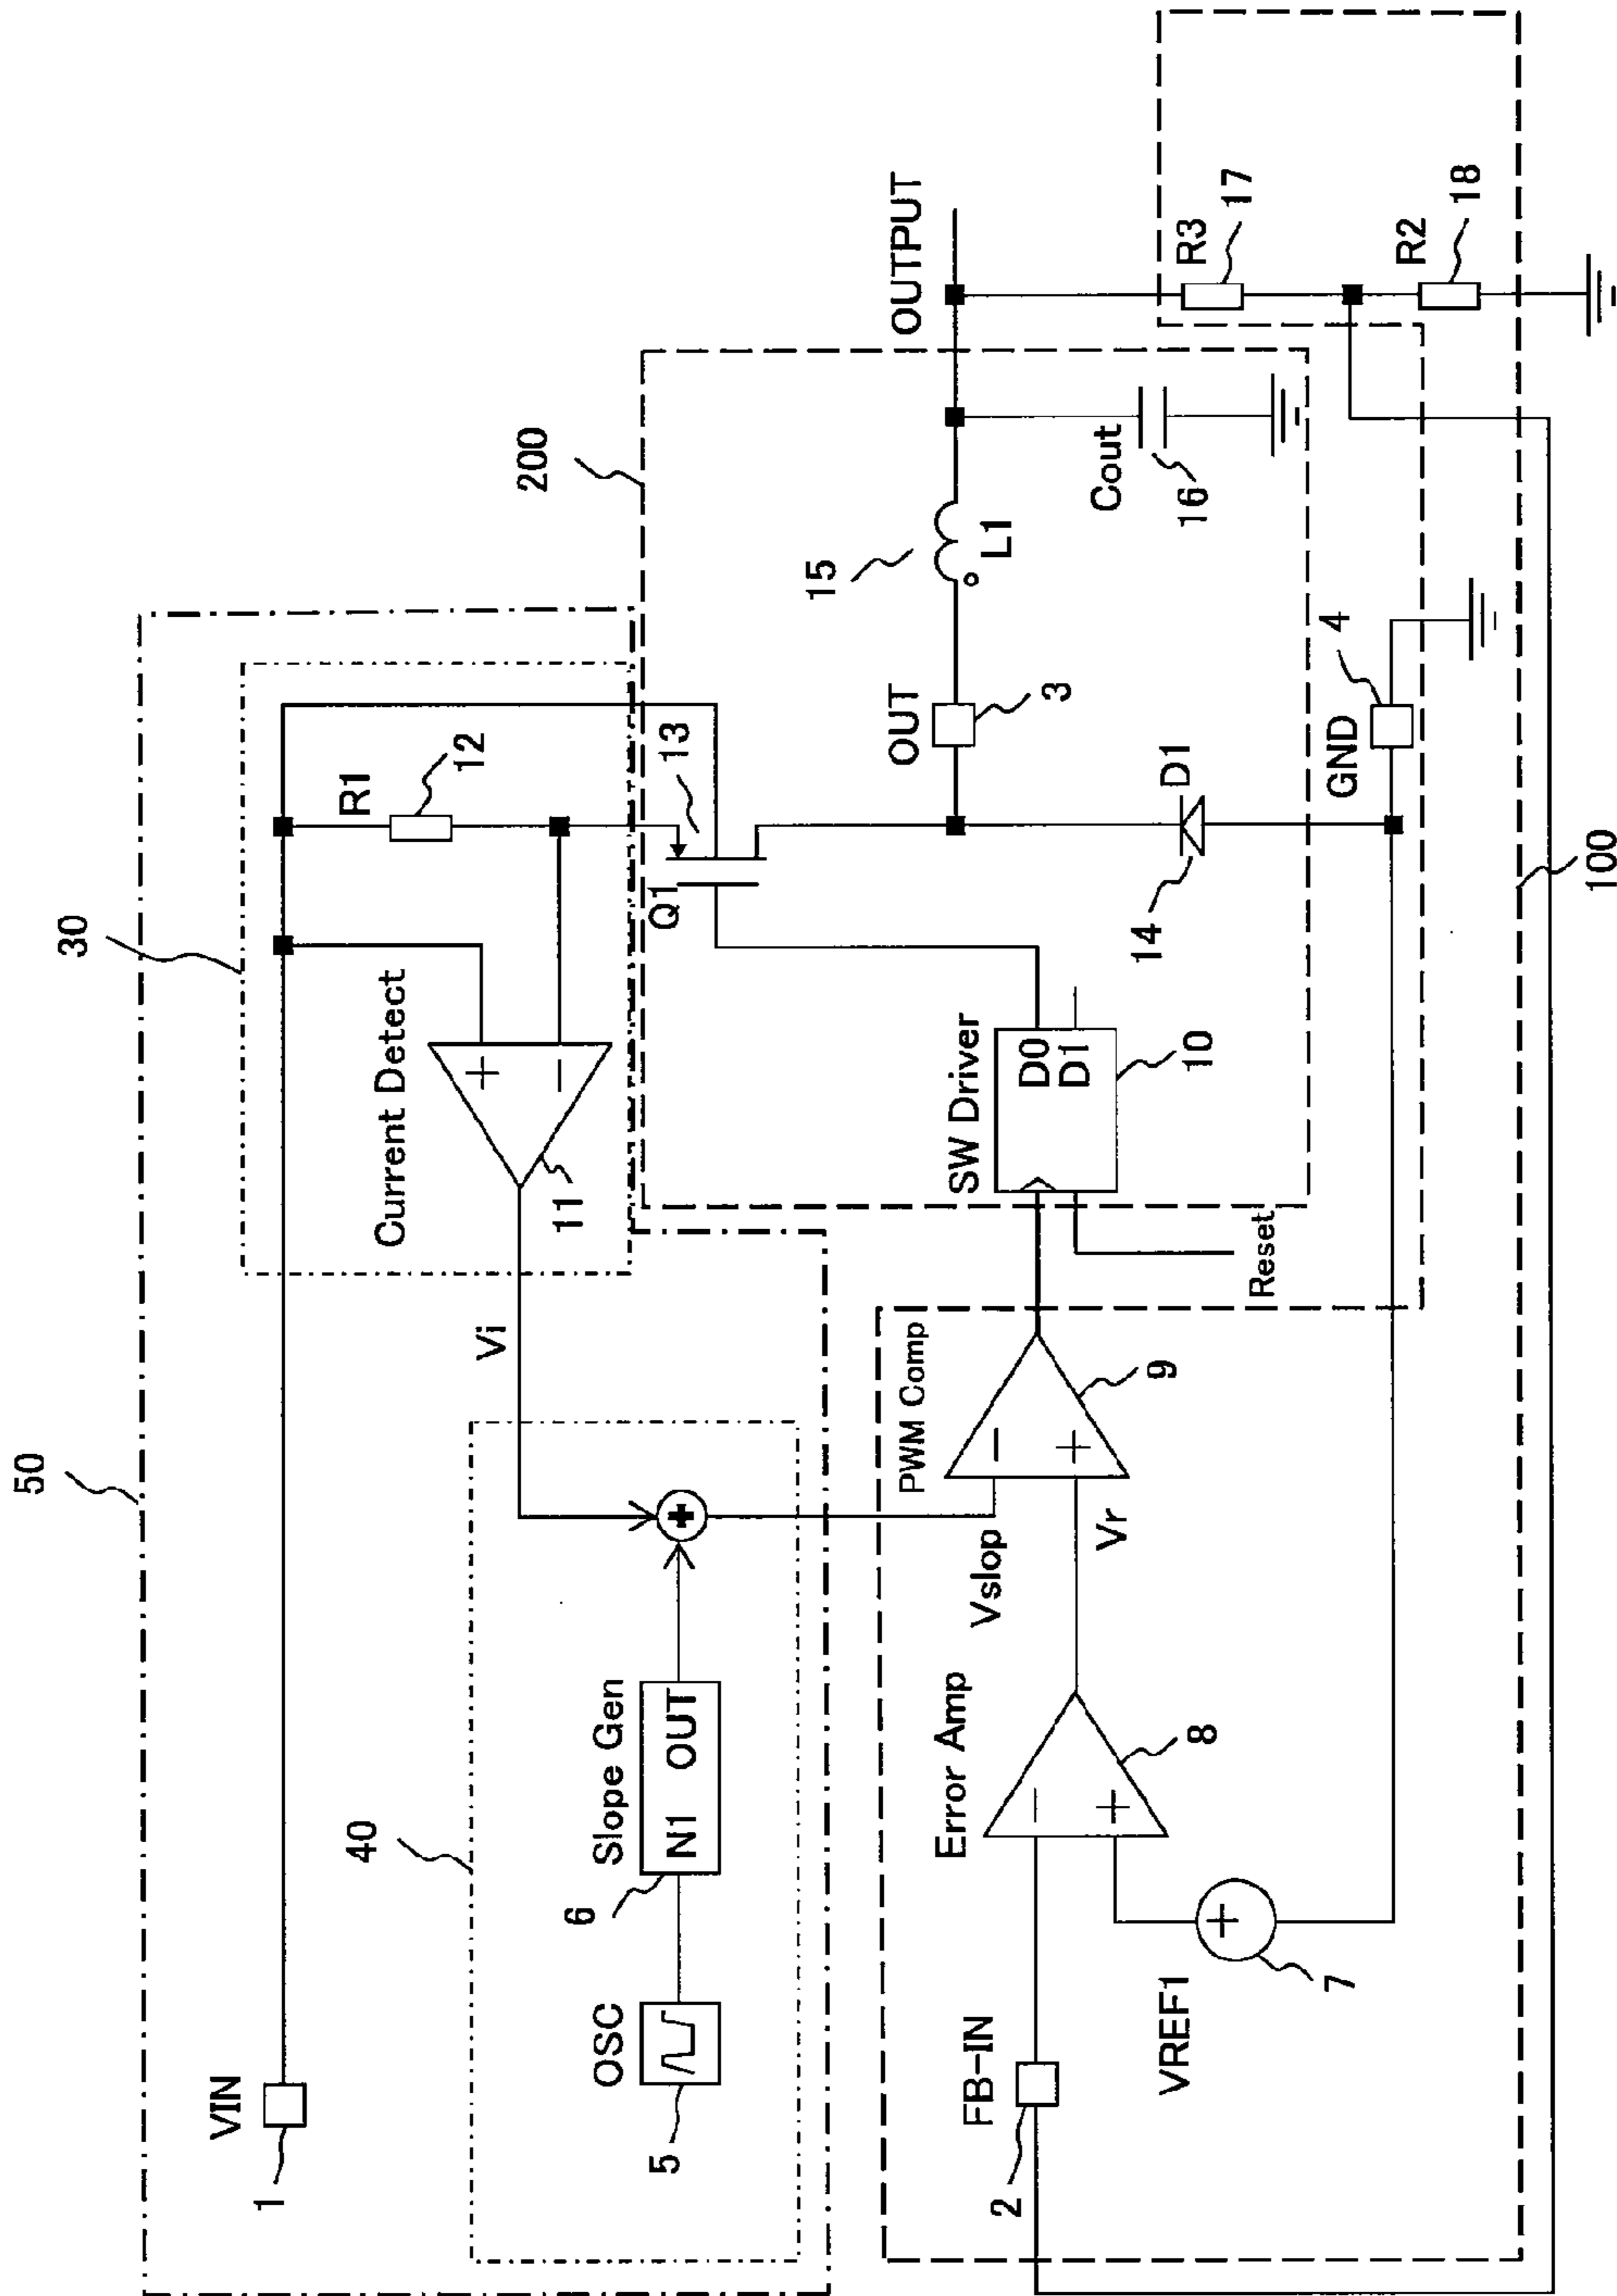 50
30
VIN
1
R1
12
Current Detect
+
−
11
Vi
200
40
Slope Gen
N1 OUT
6
OSC
5
+
Q1
13
15
L1
OUT
3
OUTPUT
Cout
16
R3
17
R2
18
SW Driver
D0
D1
10
Reset
14
D1
GND
4
PWM Comp
−
+
9
Vslop
Vr
Error Amp
−
+
8
FB-IN
2
VREF1
+
7
100